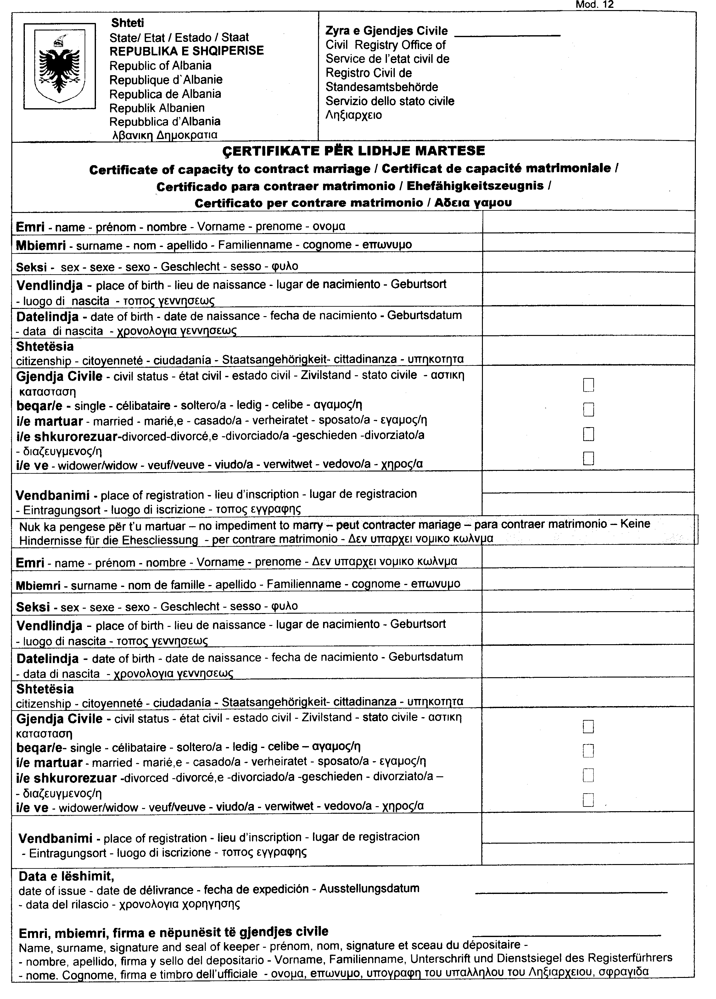 Mod. 12
Shteti
State/ Etat / Estado / Staat
REPUBLIKA E SHQIPERISE
Republic of Albania
Republique d`Albanie
Republica de Albania
Republik Albanien
Repubblica d'Albania
λβανικη Δημοκρατια
Zyra e Gjendjes Civile
Civil Registry Office of
Service de l'etat civil de
Registro Civil de
Standesamtsbehörde
Servizio dello stato civile
Ληξιαρχειο
ÇERTIFIKATE PËR LIDHJE MARTESE
Certificate of capacity to contract marriage / Certificat de capacité matrimoniale /
Certificado para contraer matrimonio / Ehefähigkeitszeugnis /
Certificato per contrare matrimonio / Αδεια γαμου
Emri - name - prénom - nombre - Vorname - prenome - ονομα
Mbiemri - surname - nom - apellido - Familienname - cognome - επωνυμο
Seksi - sex - sexe - sexo - Geschlecht - sesso - φυλο
Vendlindja - place of birth - lieu de naissance - lugar de nacimiento - Geburtsort
- luogo di nascita - τοπος γεννησεως
Datelindja - date of birth - date de naissance - fecha de nacimiento - Geburtsdatum
- data di nascita - χρονολογια γεννησεως
Shtetësia
citizenship - citoyenneté - ciudadanía - Staatsangehörigkeit- cittadinanza - υπηκοτητα
Gjendja Civile - civil status - état civil - estado civil - Zivilstand - stato civile - αστικη
κατασταση
beqar/e - single - célibataire - soltero/a - ledig - celibe - αγαμος/η
i/e martuar - married - marié,e - casado/a - verheiratet - sposato/a - εγαμος/η
i/e shkurorezuar-divorced-divorcé,e -divorciado/a -geschieden -divorziato/a
- διαζευγμενος/η
i/e ve - widower/widow - veuf/veuve - viudo/a - verwitwet - vedovo/a - χηρος/α
Vendbanimi - place of registration - lieu d'inscription - lugar de registracion
- Eintragungsort - luogo di iscrizione - τοπος εγγραφης
Nuk ka pengese për t'u martuar – no impediment to marry – peut contracter mariage – para contraer matrimonio – Keine
Hindernisse für die Ehescliessung - per contrare matrimonio - Δεν υπαρχει νομικο κωλνμα
Emri - name - prénom - nombre - Vorname - prenome - Δεν υπαρχει νομικο κωλνμα
Mbiemri - surname - nom de famille - apellido - Familienname - cognome - επωνυμο
Seksi - sex - sexe - sexo - Geschlecht - sesso - φυλο
Vendlindja - place of birth - lieu de naissance - lugar de nacimiento - Geburtsort
- luogo di nascita - τοπος γεννησεως
Datelindja - date of birth - date de naissance - fecha de nacimiento - Geburtsdatum
- data di nascita - χρονολογια γεννησεως
Shtetësia
citizenship - citoyenneté - ciudadanía - Staatsangehörigkeit- cittadinanza - υπηκοτητα
Gjendja Civile - civil status - état civil - estado civil - Zivilstand - stato civile - αστικη
κατασταση
beqar/e- single - célibataire - soltero/a - ledig - celibe – αγαμος/η
i/e martuar - married - marié,e - casado/a - verheiratet - sposato/a - εγαμος/η
i/e shkurorezuar -divorced -divorcé,e -divorciado/a -geschieden - divorziato/a –
- διαζευγμενος/η
i/e ve - widower/widow - veuf/veuve - viudo/a - verwitwet - vedovo/a - χηρος/α
Vendbanimi - place of registration - lieu d'inscription - lugar de registracion
- Eintragungsort - luogo di iscrizione - τοπος εγγραφης
Data e lëshimit,
date of issue - date de délivrance - fecha de expedición - Ausstellungsdatum
- data del rilascio - χρονολογια χορηγησης
Emri, mbiemri, firma e nëpunësit të gjendjes civile
Name, surname, signature and seal of keeper - prénom, nom, signature et sceau du dépositaire -
- nombre, apellido, firma y sello del depositario - Vorname, Familienname, Unterschrift und Dienstsiegel des Registerfürhrers
- nome. Cognome, firma e timbro dell'ufficiale - ονομα, επωνυμο, υπογραφη του υπαλληλου του Ληξιαρχειου, σφραγιδα